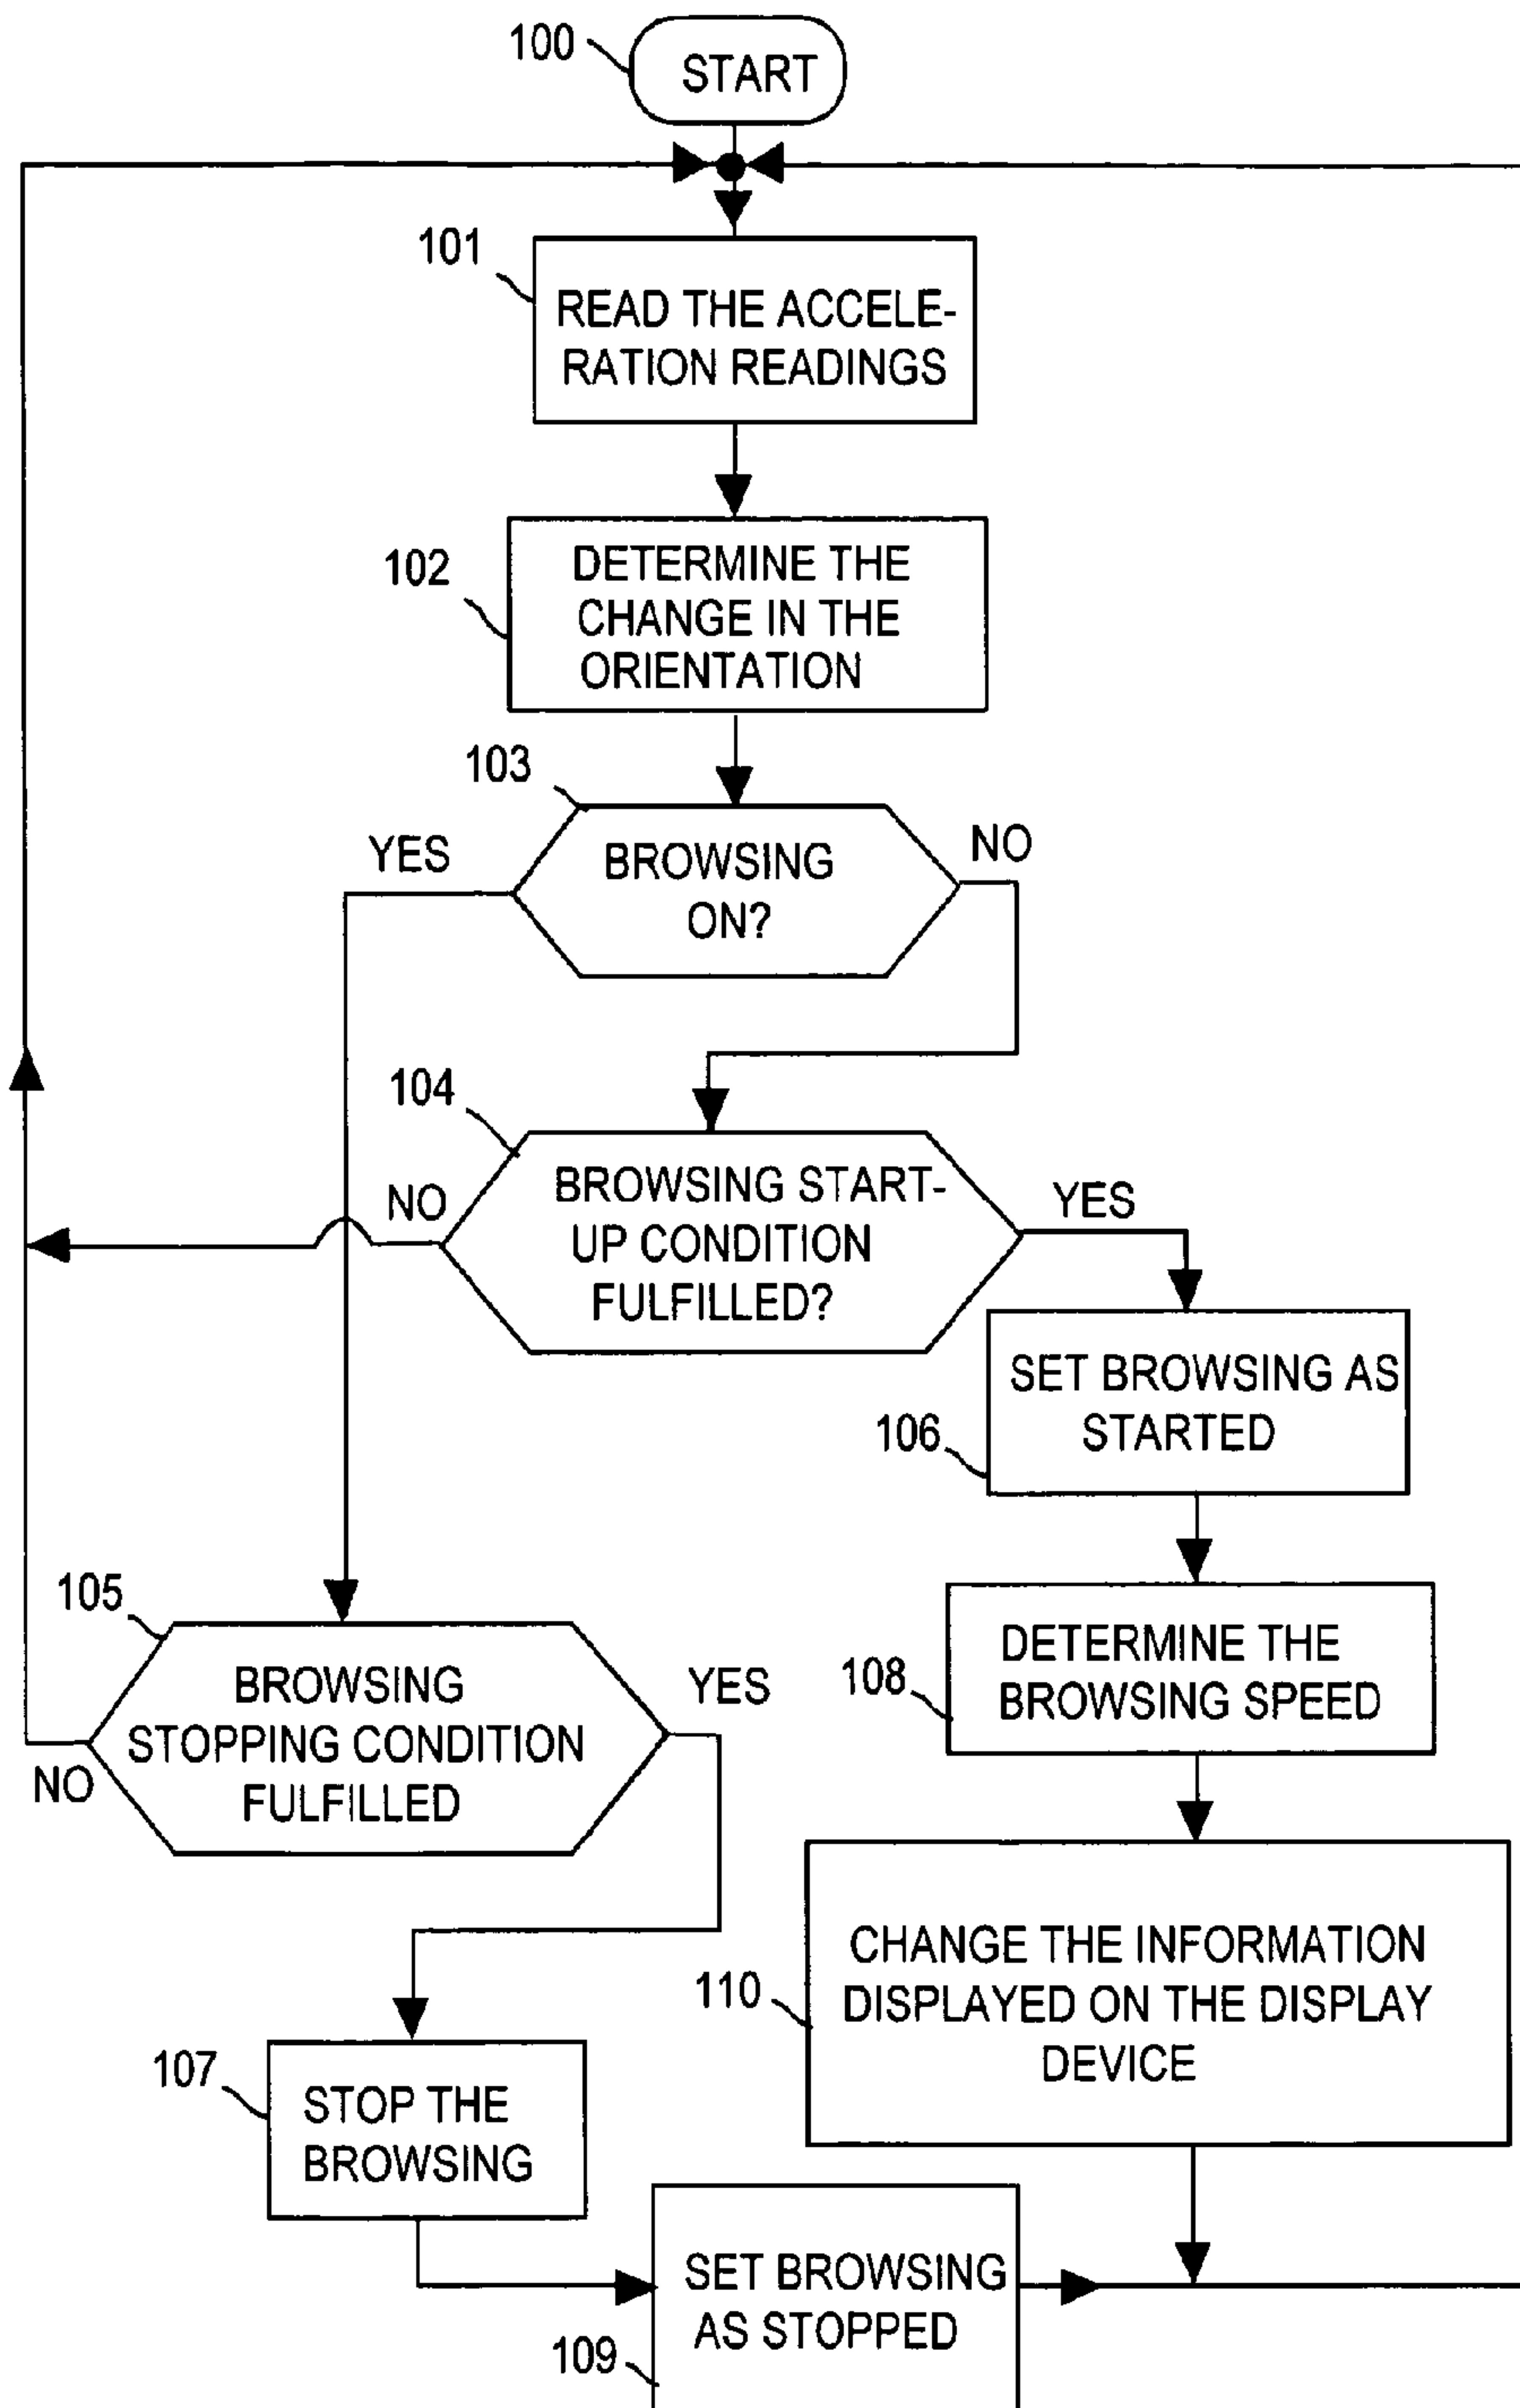 100
START
101
READ THE ACCELE-
RATION READINGS
102
DETERMINE THE
CHANGE IN THE
ORIENTATION
103
YES
BROWSING
ON?
NO
104
NO
BROWSING START-
UP CONDITION
FULFILLED?
YES
SET BROWSING AS
STARTED
106
105
BROWSING
STOPPING CONDITION
FULFILLED
YES
NO
DETERMINE THE
BROWSING SPEED
108
CHANGE THE INFORMATION
DISPLAYED ON THE DISPLAY
DEVICE
110
107
STOP THE
BROWSING
SET BROWSING
AS STOPPED
109